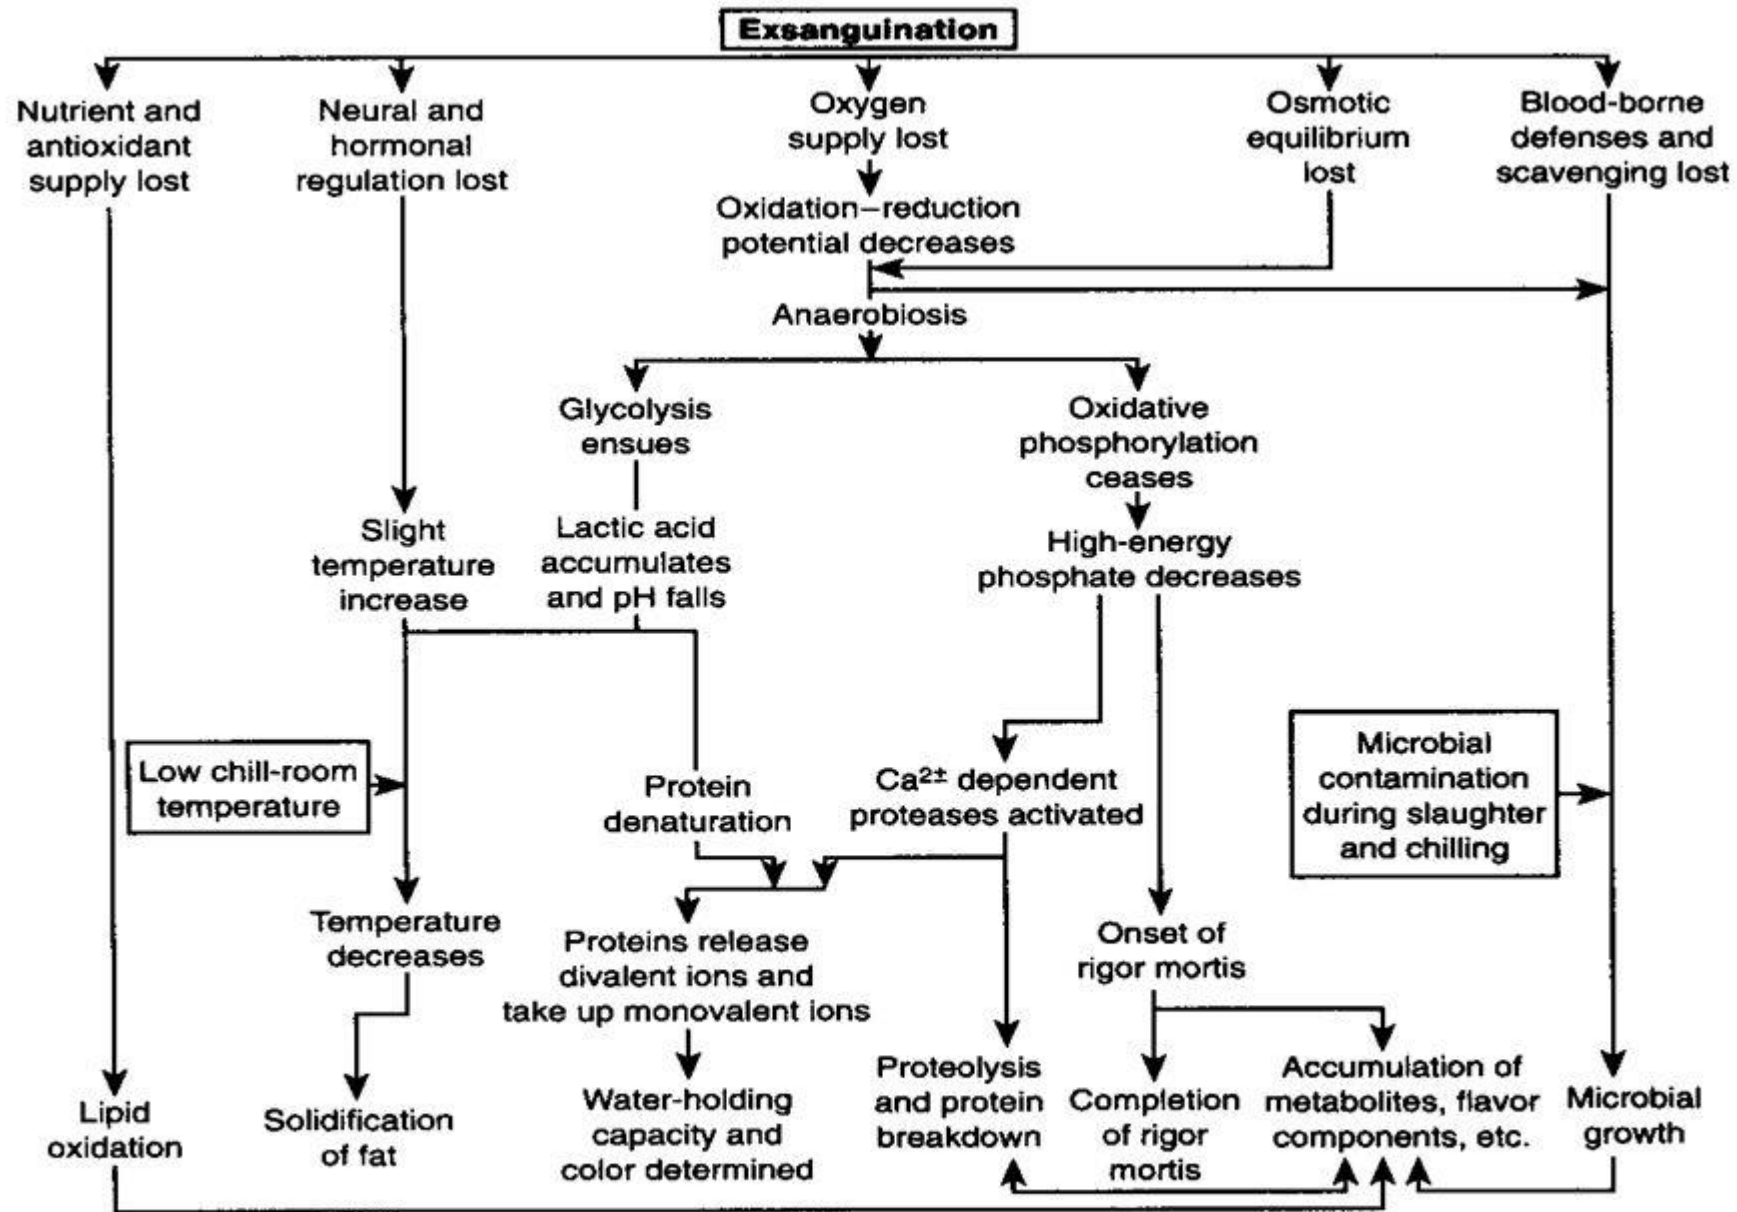 Exsanguination
Nutrient and
antioxidant
supply lost
Neural and
hormonal
regulation lost
Oxygen
supply lost
Osmotic
equilibrium
lost
Blood-borne
defenses and
scavenging lost
Oxidation–reduction
potential decreases
Anaerobiosis
Glycolysis
ensues
Oxidative
phosphorylation
ceases
Slight
temperature
increase
Lactic acid
accumulates
and pH falls
High-energy
phosphate decreases
Low chill-room
temperature
Protein
denaturation
Ca²± dependent
proteases activated
Microbial
contamination
during slaughter
and chilling
Temperature
decreases
Proteins release
divalent ions and
take up monovalent ions
Onset of
rigor mortis
Lipid
oxidation
Solidification
of fat
Water-holding
capacity and
color determined
Proteolysis
and protein
breakdown
Completion
of rigor
mortis
Accumulation of
metabolites, flavor
components, etc.
Microbial
growth